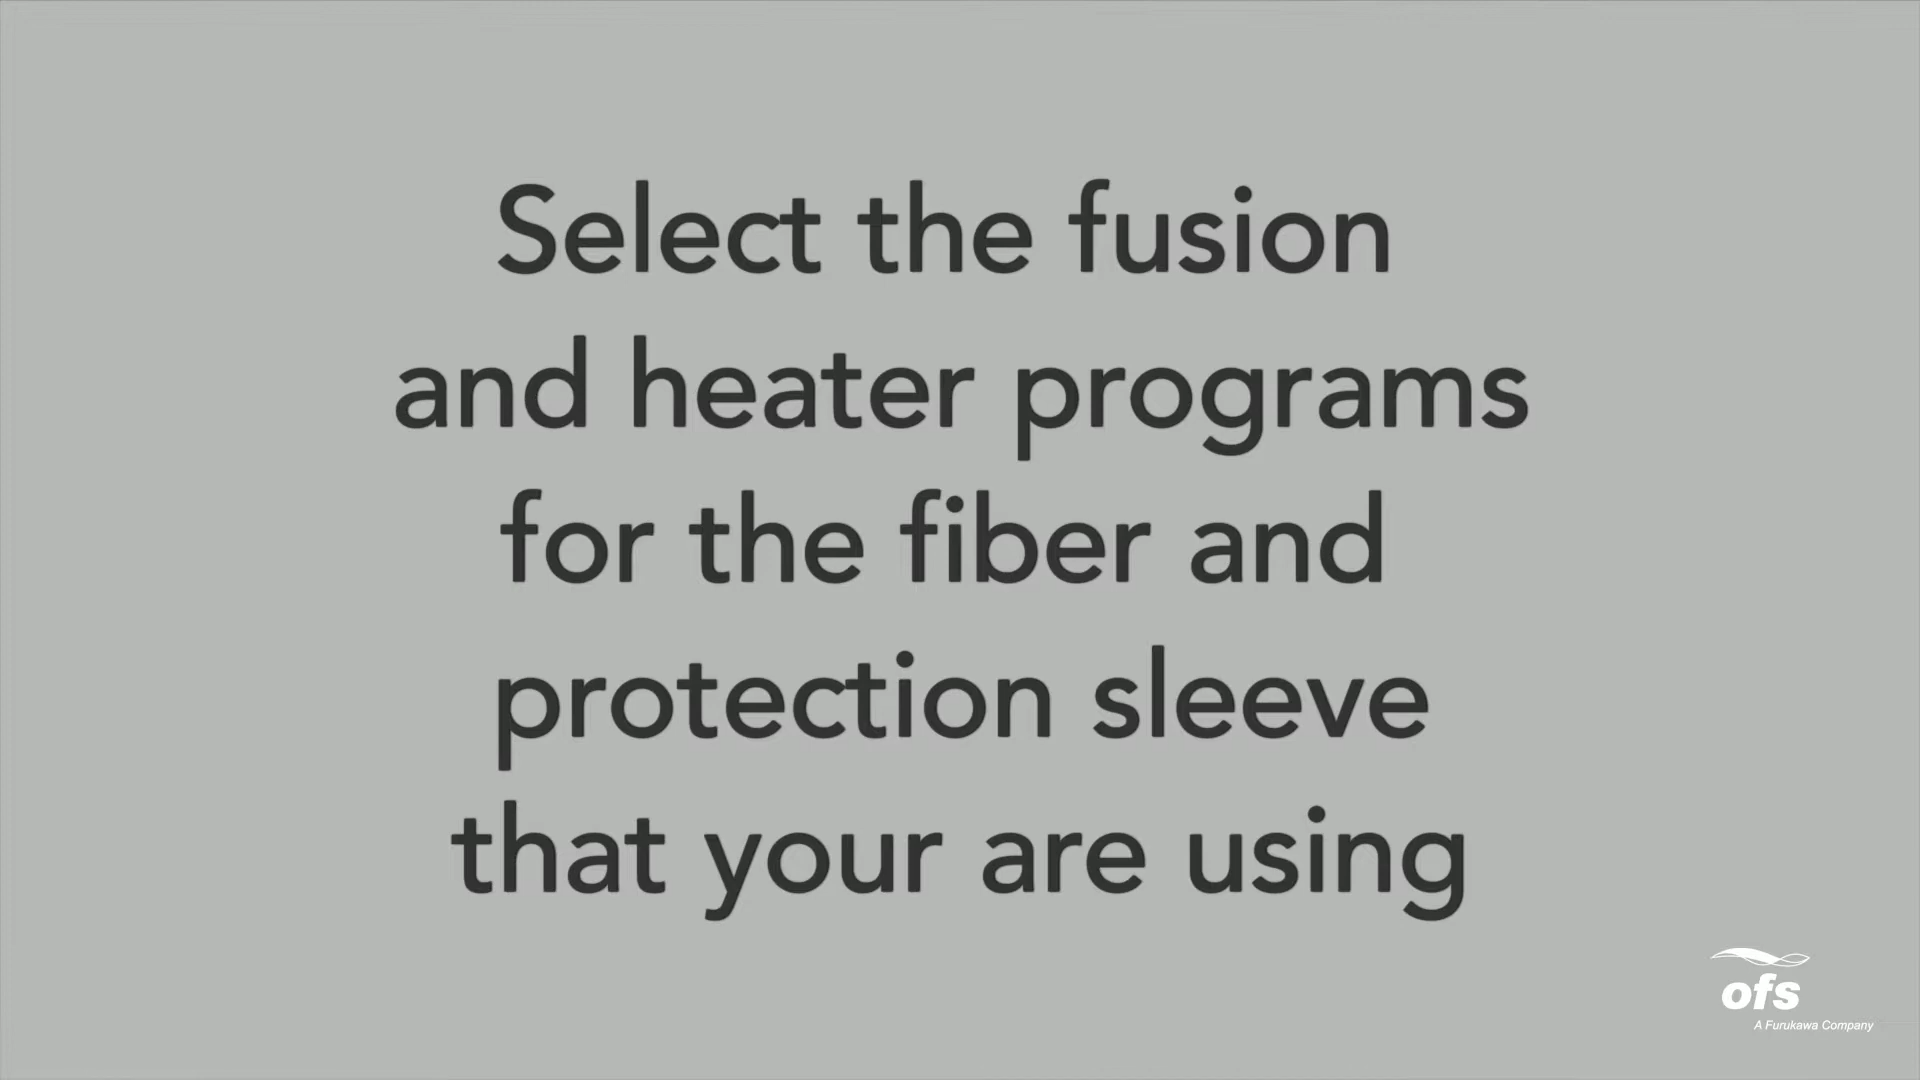 Select the fusion
and heater programs
for the fiber and
protection sleeve
that your are using
ofs
A Furukawa Company